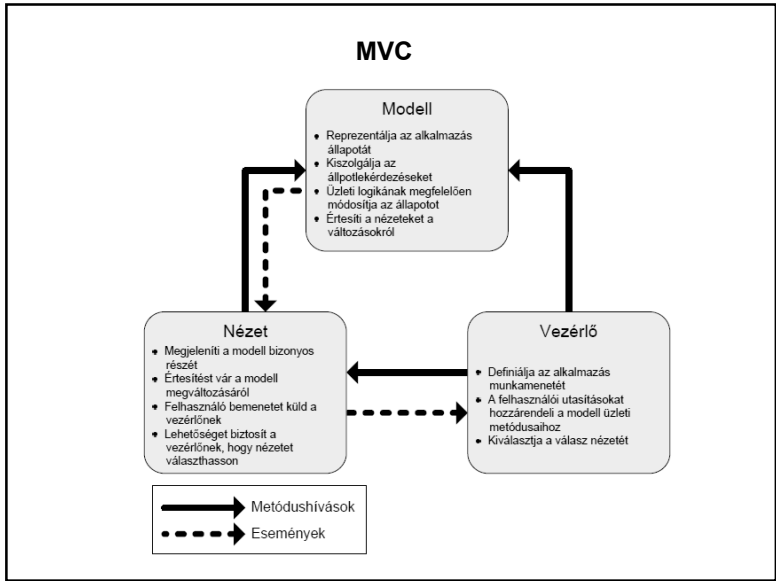 MVC
Modell
• Reprezentálja az alkalmazás
állapotát
• Kiszolgálja az
állpotlekérdezéseket
• Üzleti logikának megfelelően
módosítja az állapotot
• Értesíti a nézeteket a
változásokról
Nézet
• Megjeleníti a modell bizonyos
részét
• Értesítést vár a modell
megváltozásáról
• Felhasználó bemenetet küld a
vezérlőnek
• Lehetőséget biztosít a
vezérlőnek, hogy nézetet
választhasson
Vezérlő
• Definiálja az alkalmazás
munkamenetét
• A felhasználói utasításokat
hozzárendeli a modell üzleti
metódusaihoz
• Kiválasztja a válasz nézetét
Metódushívások
Események